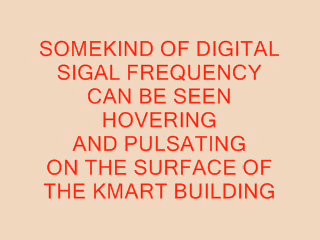 SOMEKIND OF DIGITAL
SIGAL FREQUENCY
CAN BE SEEN
HOVERING
AND PULSATING
ON THE SURFACE OF
THE KMART BUILDING